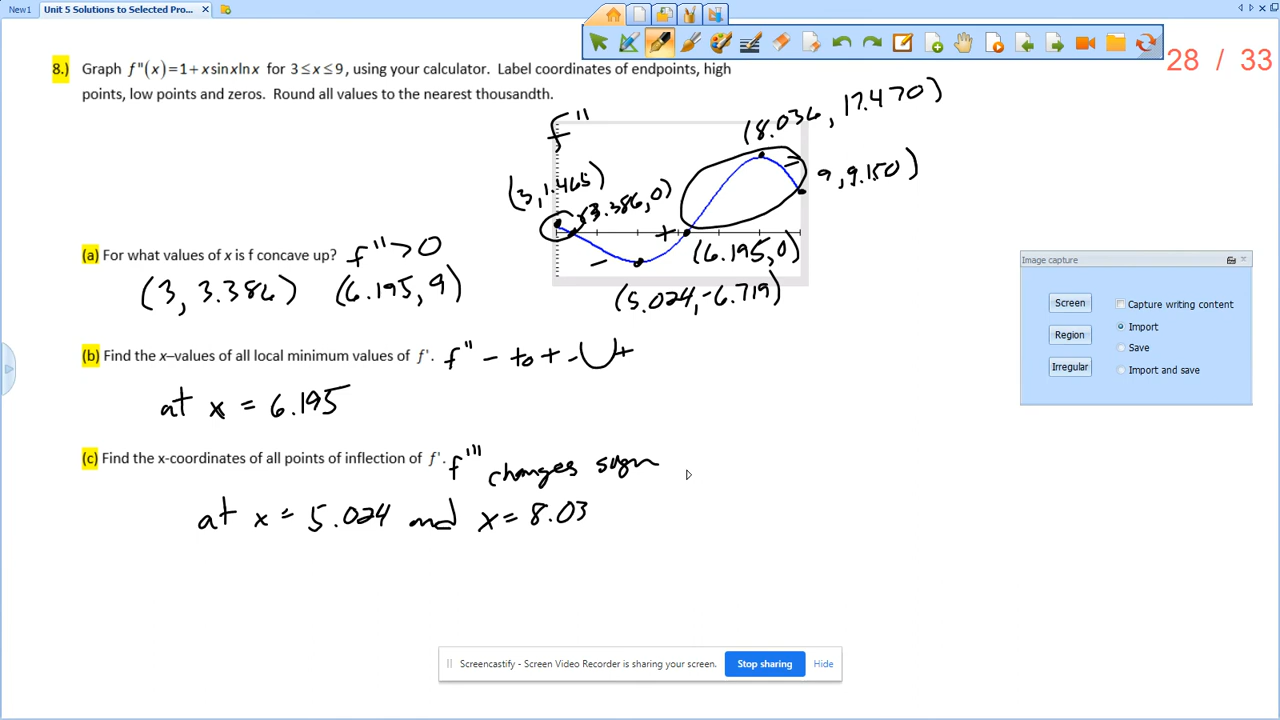 New1
Unit 5 Solutions to Selected Pro... ×
28 / 33
8.) Graph f"(x)=1+xsinxlnx for 3≤x≤9, using your calculator. Label coordinates of endpoints, high
points, low points and zeros. Round all values to the nearest thousandth.
f''
(8.036, 17.470)
(3, 1.465)
(3.386, 0)
9, 9.150)
+
−
(6.195, 0)
(5.024, -6.719)
(a) For what values of x is f concave up? f'' > 0
(3, 3.386) (6.195, 9)
(b) Find the x–values of all local minimum values of f'. f'' − to + - +
at x = 6.195
(c) Find the x-coordinates of all points of inflection of f'. f''' changes sign
at x = 5.024 and x = 8.03
Image capture
Screen
Capture writing content
Region
Import
Save
Irregular
Import and save
Screencastify - Screen Video Recorder is sharing your screen.
Stop sharing
Hide